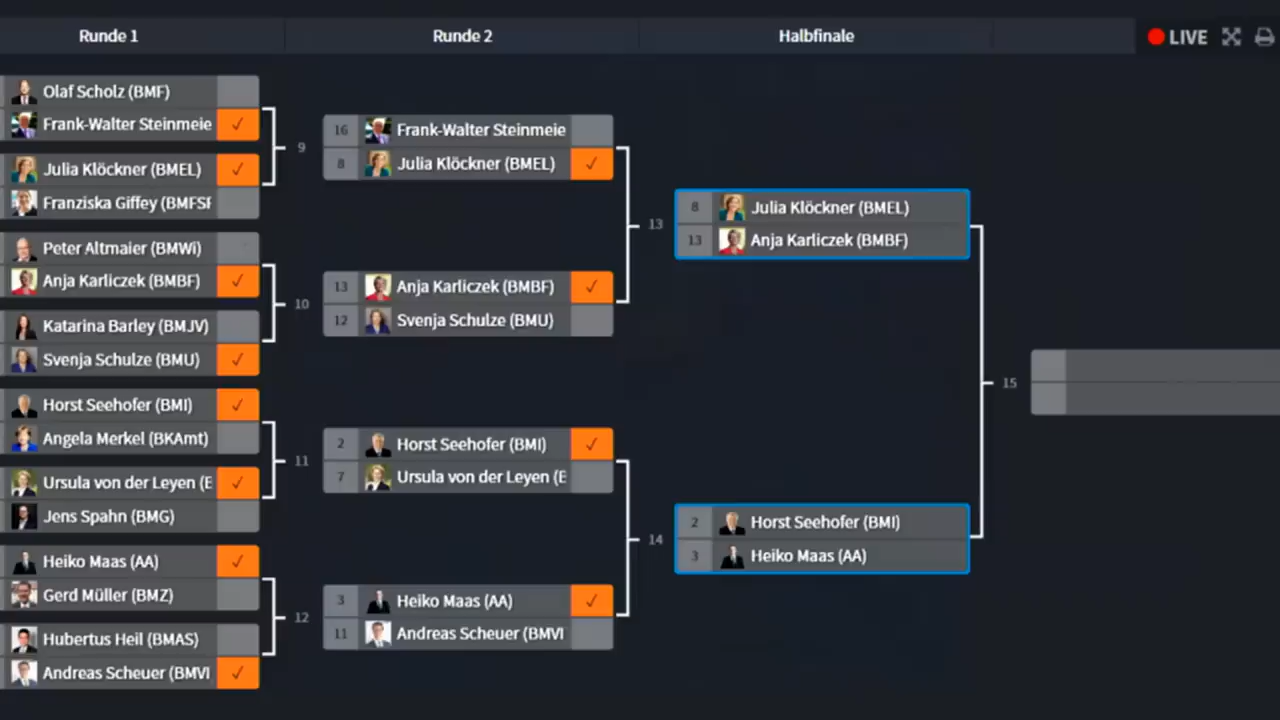 Runde 1
Runde 2
Halbfinale
LIVE
Olaf Scholz (BMF)
Frank-Walter Steinmeie
Julia Klöckner (BMEL)
Franziska Giffey (BMFSF
Peter Altmaier (BMWi)
Anja Karliczek (BMBF)
Katarina Barley (BMJV)
Svenja Schulze (BMU)
Horst Seehofer (BMI)
Angela Merkel (BKAmt)
Ursula von der Leyen (B
Jens Spahn (BMG)
Heiko Maas (AA)
Gerd Müller (BMZ)
Hubertus Heil (BMAS)
Andreas Scheuer (BMVI
9
10
11
12
16 Frank-Walter Steinmeie
8 Julia Klöckner (BMEL)
13 Anja Karliczek (BMBF)
12 Svenja Schulze (BMU)
2 Horst Seehofer (BMI)
7 Ursula von der Leyen (B
3 Heiko Maas (AA)
11 Andreas Scheuer (BMVI
13
14
8 Julia Klöckner (BMEL)
13 Anja Karliczek (BMBF)
2 Horst Seehofer (BMI)
3 Heiko Maas (AA)
15